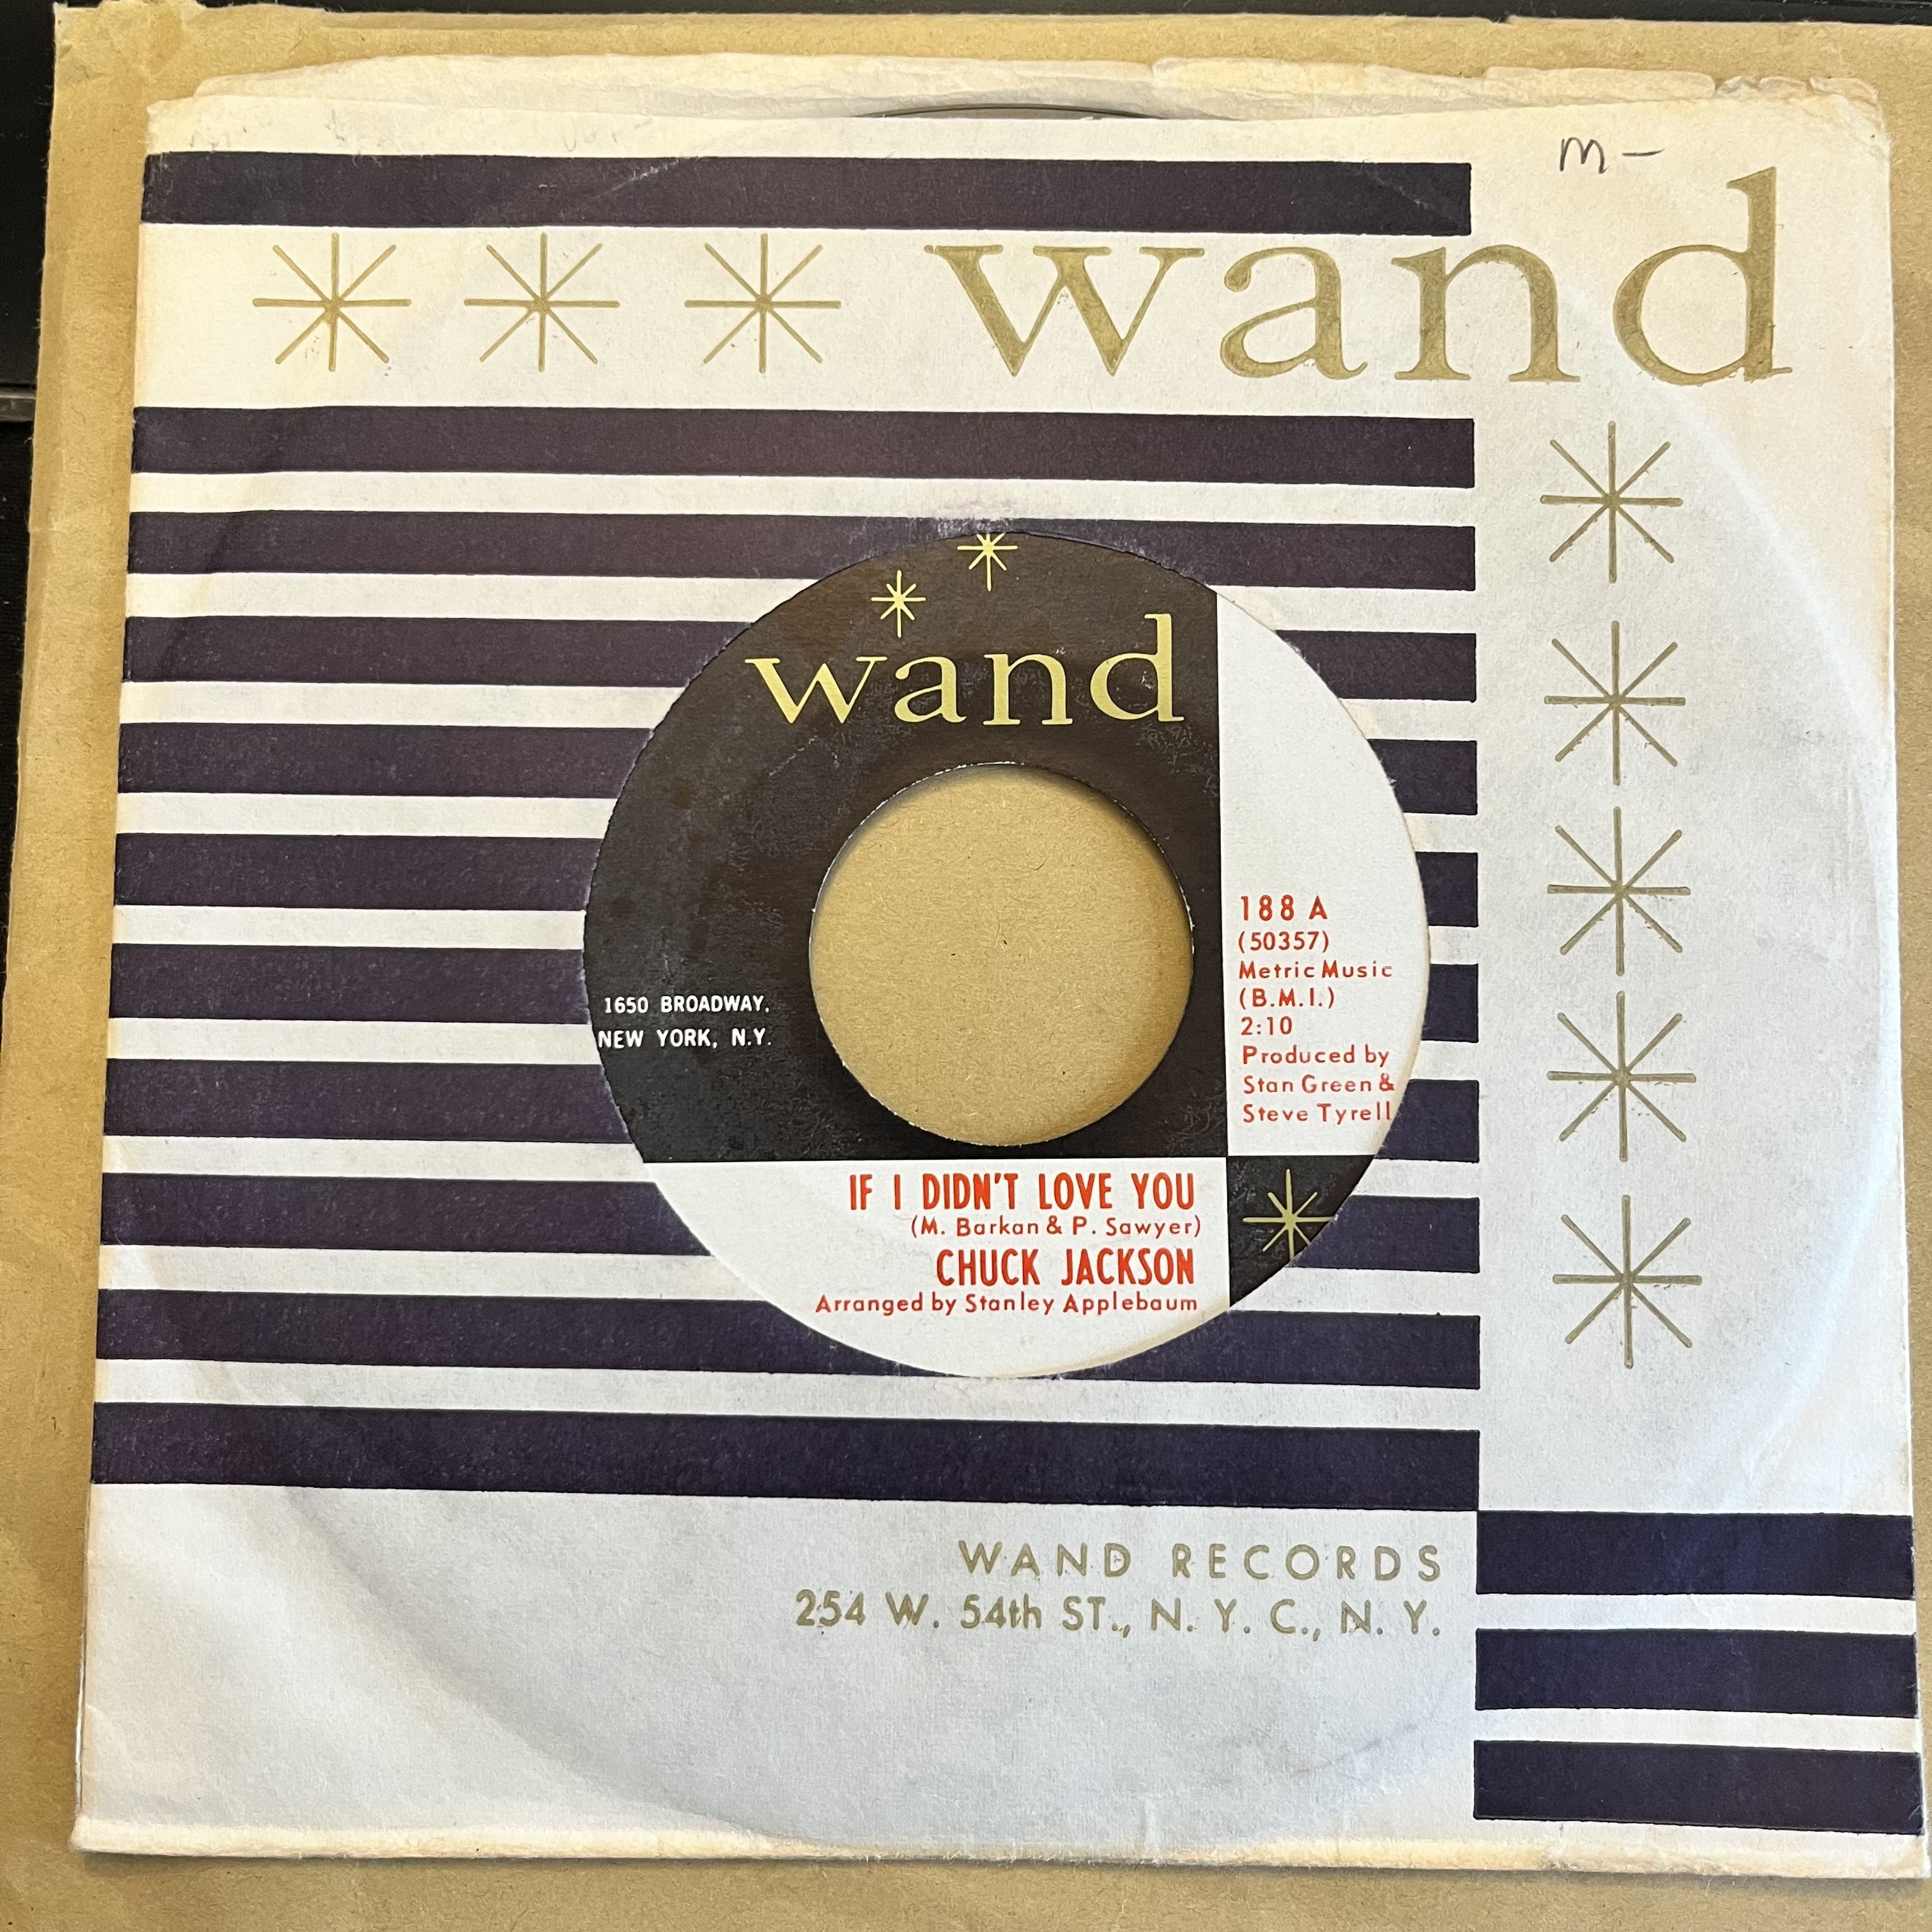 m -
wand
wand
188 A
(50357)
Metric Music
(B.M.I.)
2:10
Produced by
Stan Green &
Steve Tyrell
1650 BROADWAY,
NEW YORK, N.Y.
IF I DIDN'T LOVE YOU
(M. Barkan & P. Sawyer)
CHUCK JACKSON
Arranged by Stanley Applebaum
WAND RECORDS
254 W. 54th ST., N. Y. C., N. Y.